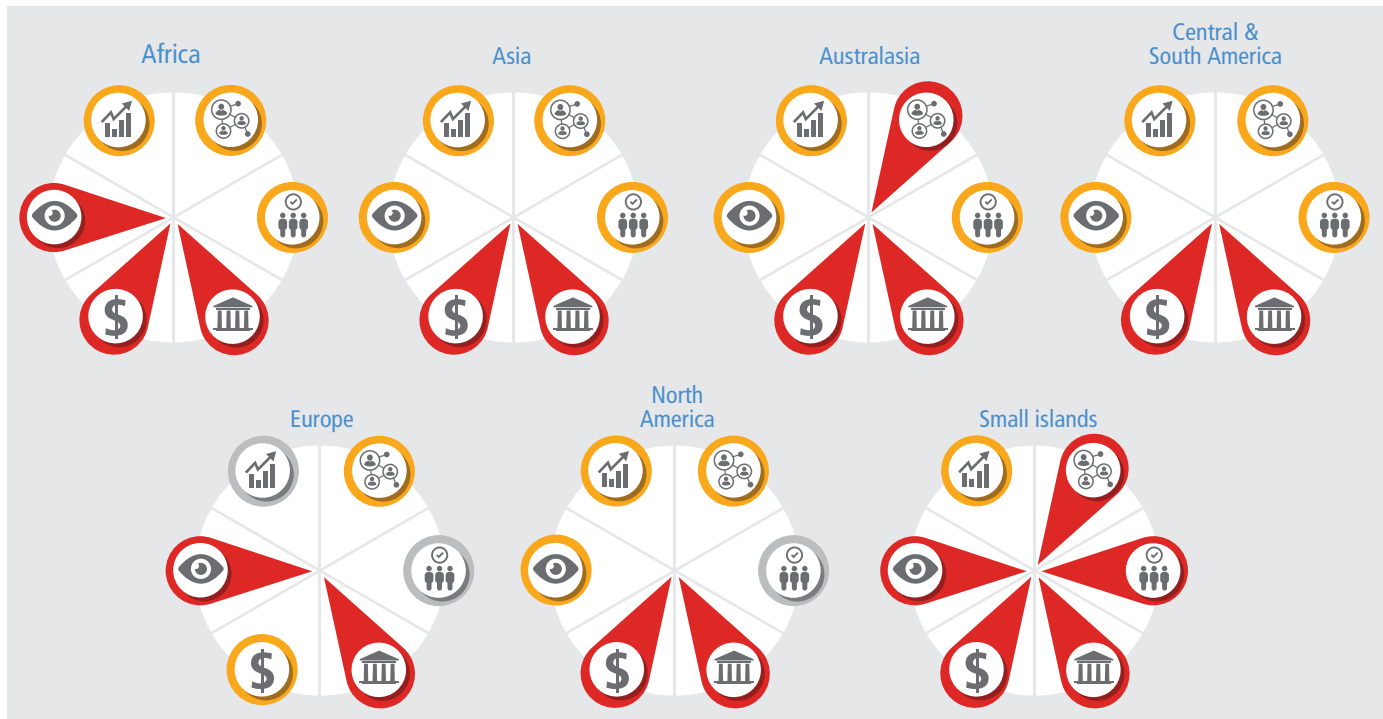 Africa
Asia
Australasia
Central &
South America
$
$
$
$
Europe
North
America
Small islands
$
$
$